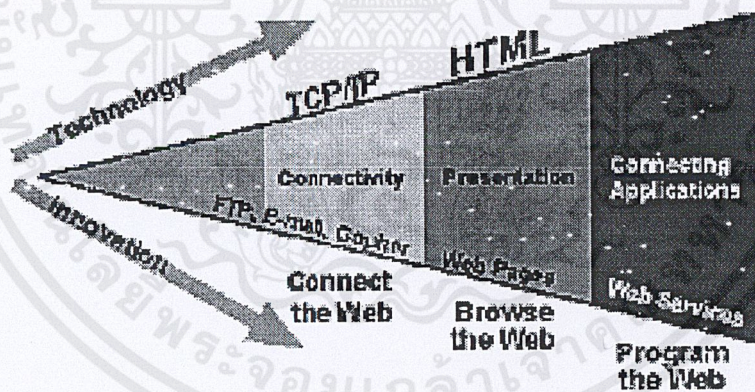 Technology
TCP/IP
HTML
Connectivity
Presentation
Connecting
Applications
Innovation
FTP, E-mail, Gopher
Web Pages
Web Services
Connect
the Web
Browse
the Web
Program
the Web